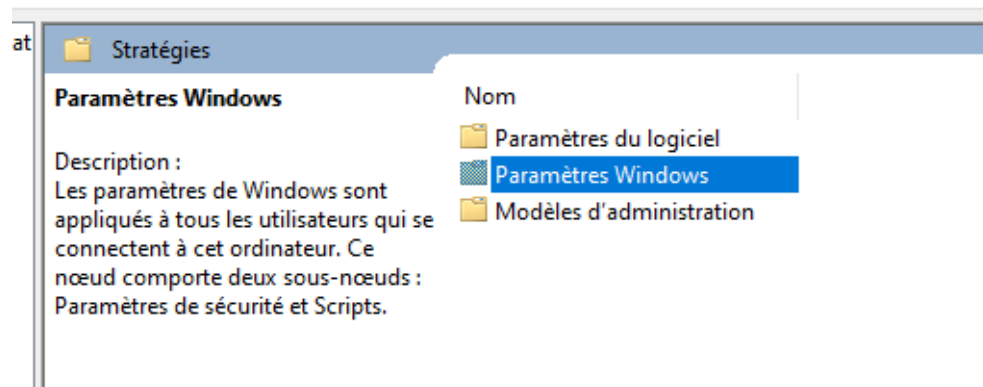 at
Stratégies
Paramètres Windows
Description :
Les paramètres de Windows sont
appliqués à tous les utilisateurs qui se
connectent à cet ordinateur. Ce
nœud comporte deux sous-nœuds :
Paramètres de sécurité et Scripts.
Nom
Paramètres du logiciel
Paramètres Windows
Modèles d'administration